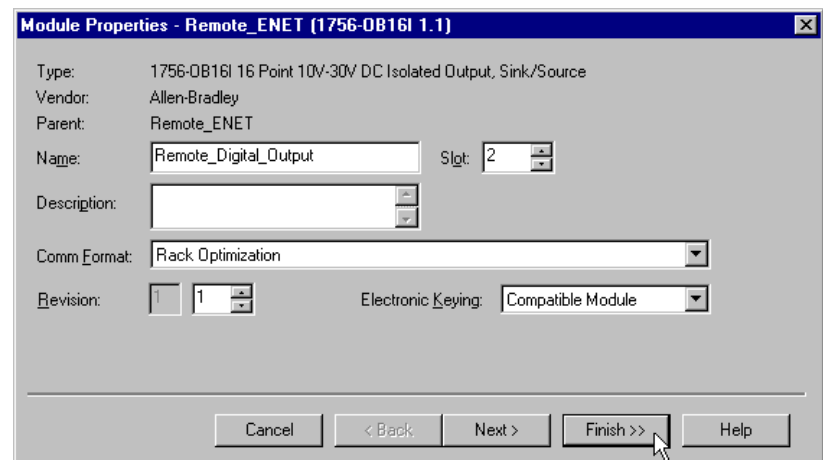 Module Properties - Remote_ENET (1756-OB16I 1.1)
Type: 1756-OB16I 16 Point 10V-30V DC Isolated Output, Sink/Source
Vendor: Allen-Bradley
Parent: Remote_ENET
Name: Remote_Digital_Output Slot: 2
Description:
Comm Format: Rack Optimization
Revision: 1 1 Electronic Keying: Compatible Module
Cancel < Back Next > Finish >> Help